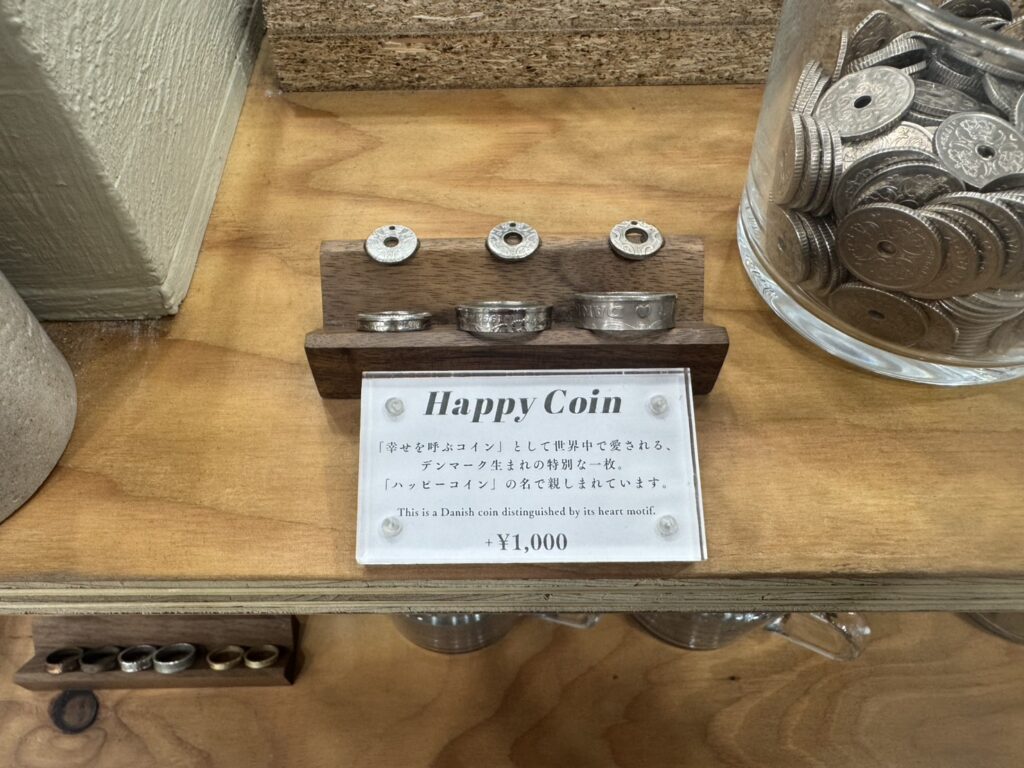 Happy Coin
「幸せを呼ぶコイン」として世界中で愛される、
デンマーク生まれの特別な一枚。
「ハッピーコイン」の名で親しまれています。
This is a Danish coin distinguished by its heart motif.
+¥1,000